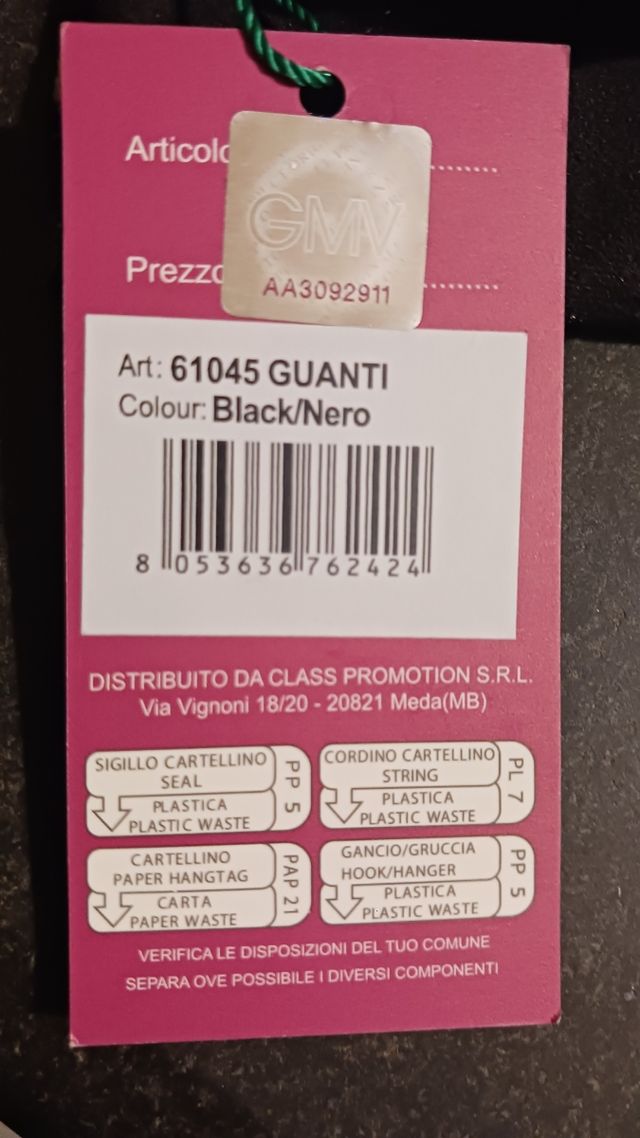 Articolo
GMV
AA3092911
Prezzo
Art: 61045 GUANTI
Colour: Black/Nero
8 053636 762424
DISTRIBUITO DA CLASS PROMOTION S.R.L.
Via Vignoni 18/20 - 20821 Meda(MB)
SIGILLO CARTELLINO
SEAL
PLASTICA
PLASTIC WASTE
PP 5
CORDINO CARTELLINO
STRING
PLASTICA
PLASTIC WASTE
PL 7
CARTELLINO
PAPER HANGTAG
CARTA
PAPER WASTE
PAP 21
GANCIO/GRUCCIA
HOOK/HANGER
PLASTICA
PLASTIC WASTE
PP 5
VERIFICA LE DISPOSIZIONI DEL TUO COMUNE
SEPARA OVE POSSIBILE I DIVERSI COMPONENTI